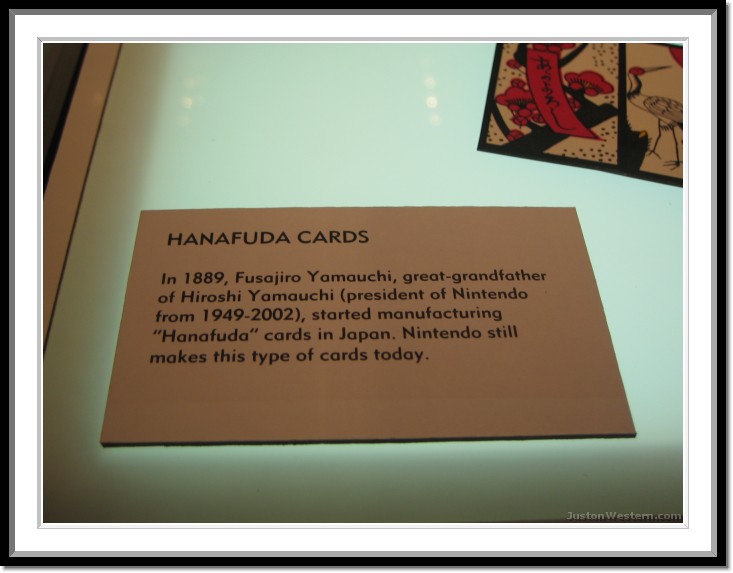 HANAFUDA CARDS
In 1889, Fusajiro Yamauchi, great-grandfather
of Hiroshi Yamauchi (president of Nintendo
from 1949-2002), started manufacturing
"Hanafuda" cards in Japan. Nintendo still
makes this type of cards today.
JustonWestern.com